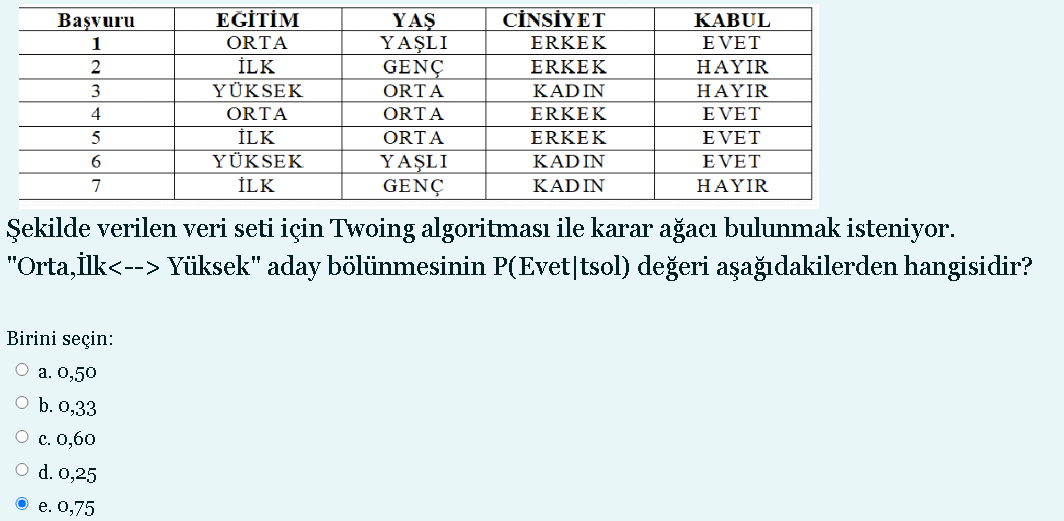 Başvuru EĞİTİM YAŞ CİNSİYET KABUL
1 ORTA YAŞLI ERKEK EVET
2 İLK GENÇ ERKEK HAYIR
3 YÜKSEK ORTA KADIN HAYIR
4 ORTA ORTA ERKEK EVET
5 İLK ORTA ERKEK EVET
6 YÜKSEK YAŞLI KADIN EVET
7 İLK GENÇ KADIN HAYIR
Şekilde verilen veri seti için Twoing algoritması ile karar ağacı bulunmak isteniyor.
"Orta,İlk<--> Yüksek" aday bölünmesinin P(Evet|tsol) değeri aşağıdakilerden hangisidir?
Birini seçin:
a. 0,50
b. 0,33
c. 0,60
d. 0,25
e. 0,75